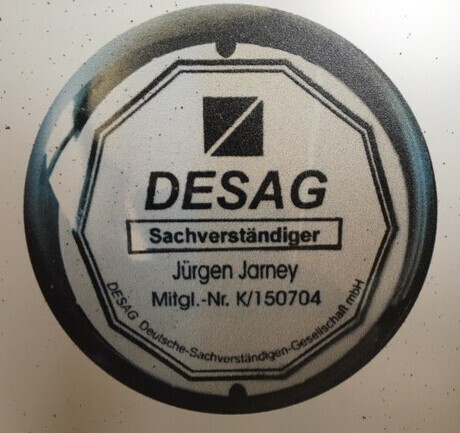 DESAG
Sachverständiger
Jürgen Jarney
Mitgl.-Nr. K/150704
DESAG Deutsche-Sachverständigen-Gesellschaft mbH